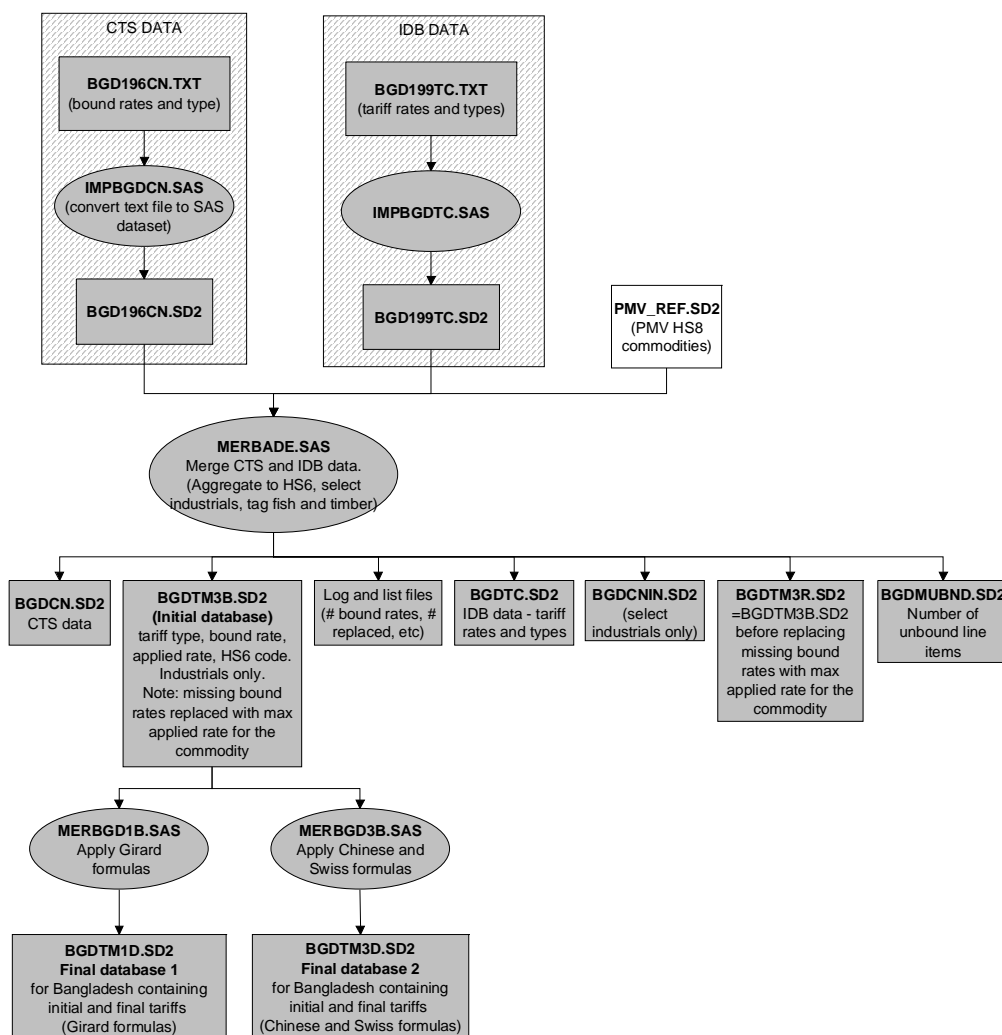 CTS DATA
BGD196CN.TXT
(bound rates and type)
IMPBGDCN.SAS
(convert text file to SAS
dataset)
BGD196CN.SD2
IDB DATA
BGD199TC.TXT
(tariff rates and types)
IMPBGDTC.SAS
BGD199TC.SD2
PMV_REF.SD2
(PMV HS8
commodities)
MERBADE.SAS
Merge CTS and IDB data.
(Aggregate to HS6, select
industrials, tag fish and timber)
BGDCN.SD2
CTS data
BGDTM3B.SD2
(Initial database)
tariff type, bound rate,
applied rate, HS6 code.
Industrials only.
Note: missing bound
rates replaced with max
applied rate for the
commodity
Log and list files
(# bound rates, #
replaced, etc)
BGDTC.SD2
IDB data - tariff
rates and types
BGDCNIN.SD2
(select
industrials only)
BGDTM3R.SD2
=BGDTM3B.SD2
before replacing
missing bound
rates with max
applied rate for the
commodity
BGDMUBND.SD2
Number of
unbound line
items
MERBGD1B.SAS
Apply Girard
formulas
MERBGD3B.SAS
Apply Chinese and
Swiss formulas
BGDTM1D.SD2
Final database 1
for Bangladesh containing
initial and final tariffs
(Girard formulas)
BGDTM3D.SD2
Final database 2
for Bangladesh containing
initial and final tariffs
(Chinese and Swiss formulas)